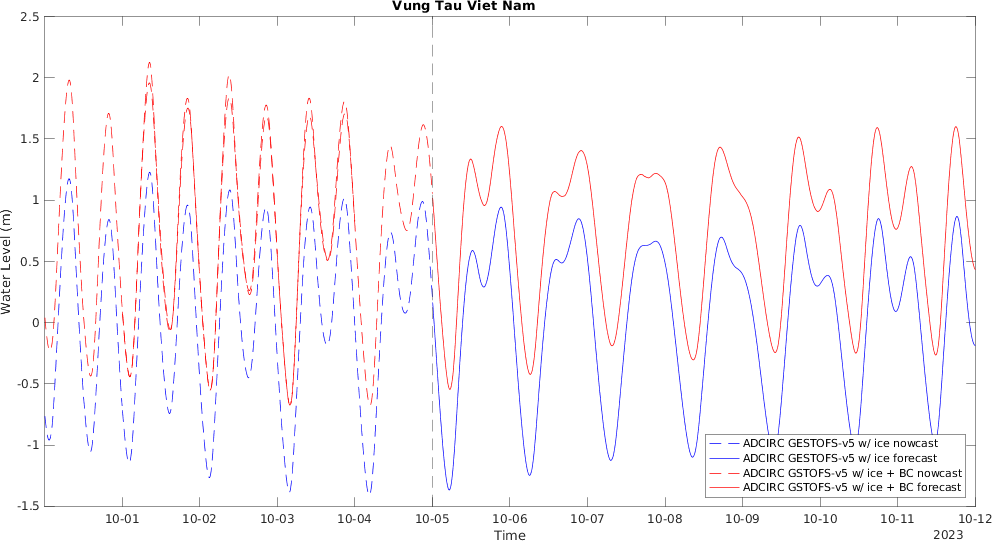 Vung Tau Viet Nam
2.5
2
1.5
1
0.5
0
-0.5
-1
-1.5
Water Level (m)
10-01 10-02 10-03 10-04 10-05 10-06 10-07 10-08 10-09 10-10 10-11 10-12
Time
2023
ADCIRC GESTOFS-v5 w/ ice nowcast
ADCIRC GESTOFS-v5 w/ ice forecast
ADCIRC GSTOFS-v5 w/ ice + BC nowcast
ADCIRC GSTOFS-v5 w/ ice + BC forecast